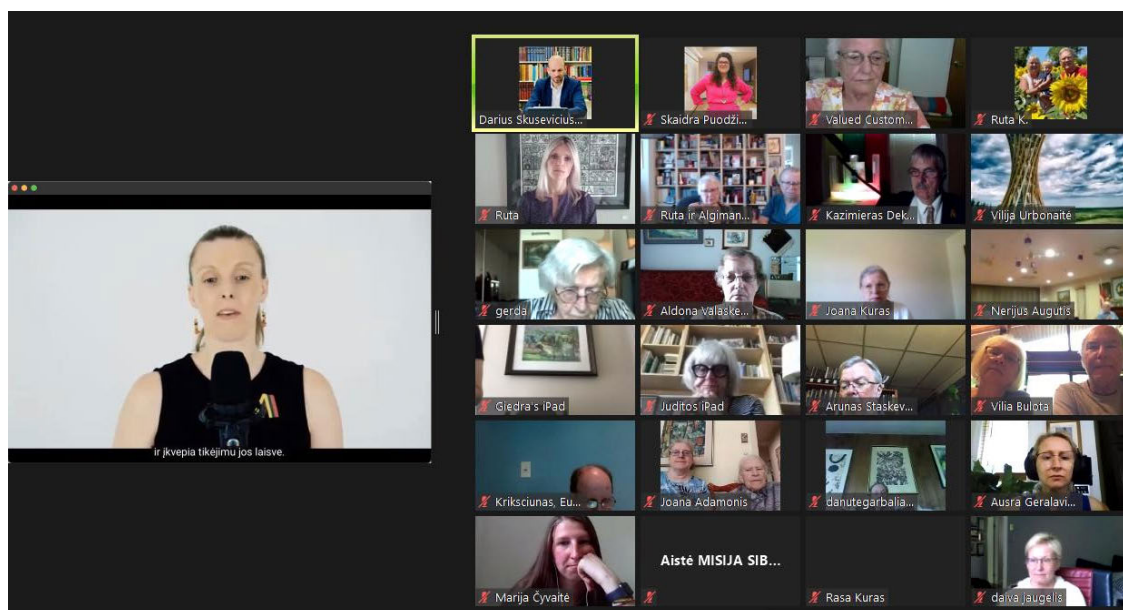 Darius Skusevicius...
Skaidra Puodži...
Valued Custom...
Ruta K.
Ruta
Ruta ir Algiman...
Kazimieras Dek...
Vilija Urbonaitė
gerda
Aldona Valaske...
Joana Kuras
Nerijus Augutis
Giedra's iPad
Juditos iPad
Arunas Staskev...
Vilia Bulota
ir įkvepia tikėjimu jos laisve.
Kriksciunas, Eu...
Joana Adamonis
danutegarbalia...
Ausra Geralavi...
Marija Čyvaitė
Aistė MISIJA SIB...
Rasa Kuras
daiva jaugelis